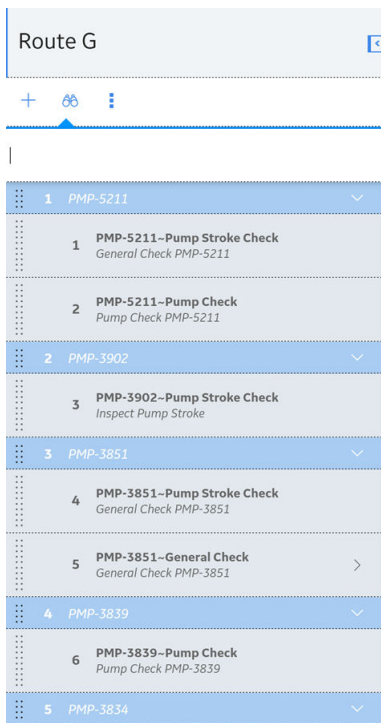 Route G
1 PMP-5211
1 PMP-5211~Pump Stroke Check
General Check PMP-5211
2 PMP-5211~Pump Check
Pump Check PMP-5211
2 PMP-3902
3 PMP-3902~Pump Stroke Check
Inspect Pump Stroke
3 PMP-3851
4 PMP-3851~Pump Stroke Check
General Check PMP-3851
5 PMP-3851~General Check
General Check PMP-3851
4 PMP-3839
6 PMP-3839~Pump Check
Pump Check PMP-3839
5 PMP-3834